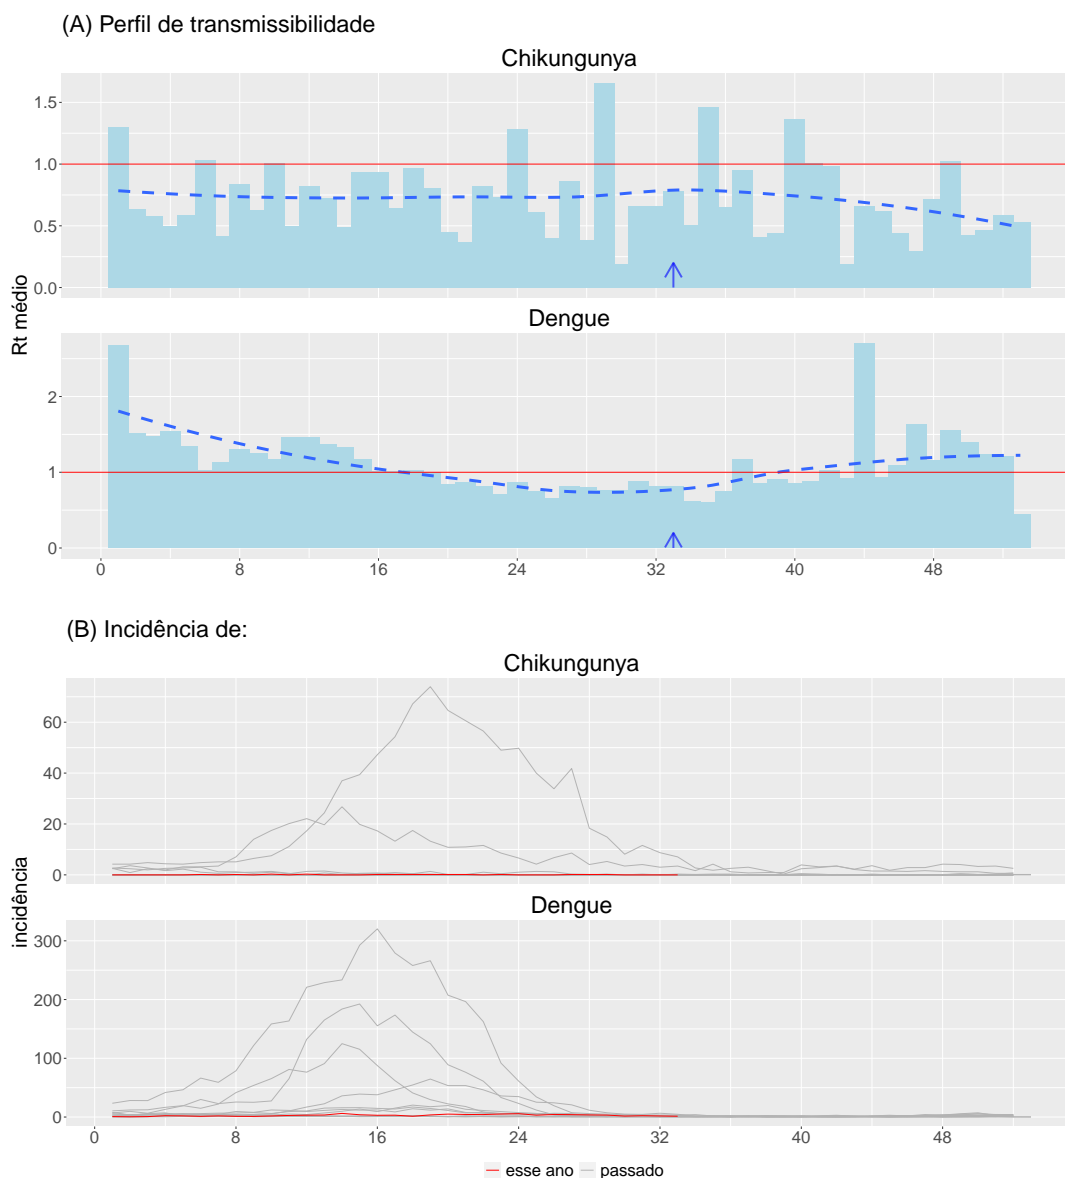 (A) Perfil de transmissibilidade
Chikungunya
1.5
1.0
0.5
0.0
Rt médio
Dengue
2
1
0
0 8 16 24 32 40 48
(B) Incidência de:
Chikungunya
60
40
20
0
incidência
Dengue
300
200
100
0
0 8 16 24 32 40 48
esse ano passado